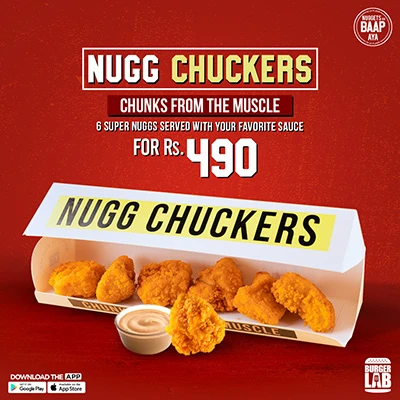 NUGGETS KA
BAAP
AYA
NUGG CHUCKERS
CHUNKS FROM THE MUSCLE
6 SUPER NUGGS SERVED WITH YOUR FAVORITE SAUCE
FOR Rs. 490
NUGG CHUCKERS
MUSCLE
DOWNLOAD THE APP
Google Play
App Store
BURGER
LAB